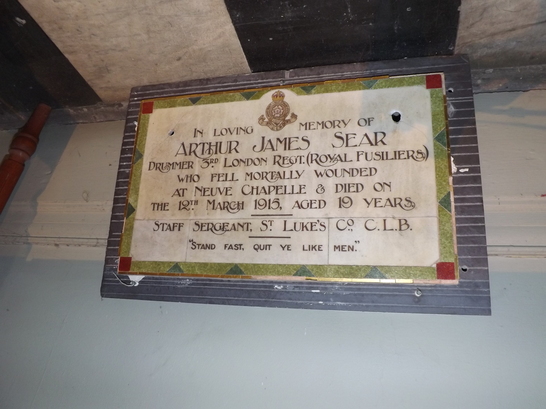 IN LOVING MEMORY OF
ARTHUR JAMES SEAR
DRUMMER 3RD LONDON REGT. (ROYAL FUSILIERS)
WHO FELL MORTALLY WOUNDED
AT NEUVE CHAPELLE & DIED ON
THE 12TH MARCH 1915, AGED 19 YEARS.
STAFF SERGEANT, ST LUKE'S CO. C.L.B.
"STAND FAST, QUIT YE LIKE MEN."